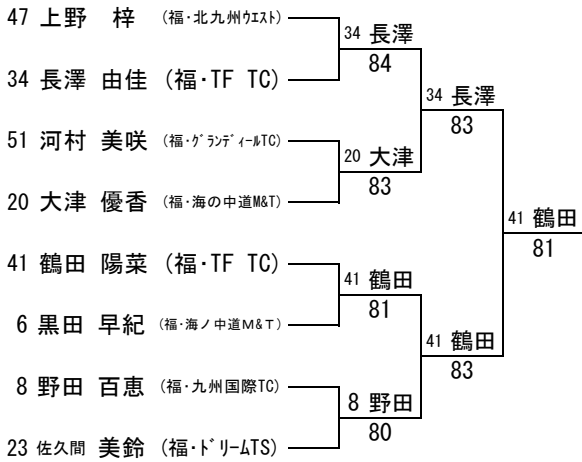 47 上野 梓 (福・北九州ウエスト)
34 長澤
84
34 長澤 由佳 (福・TF TC)
34 長澤
83
51 河村 美咲 (福・グランディールTC)
20 大津
83
20 大津 優香 (福・海の中道M&T)
41 鶴田
81
41 鶴田 陽菜 (福・TF TC)
41 鶴田
81
6 黒田 早紀 (福・海ノ中道M&T)
41 鶴田
83
8 野田 百恵 (福・九州国際TC)
8 野田
80
23 佐久間 美鈴 (福・ドリームTS)